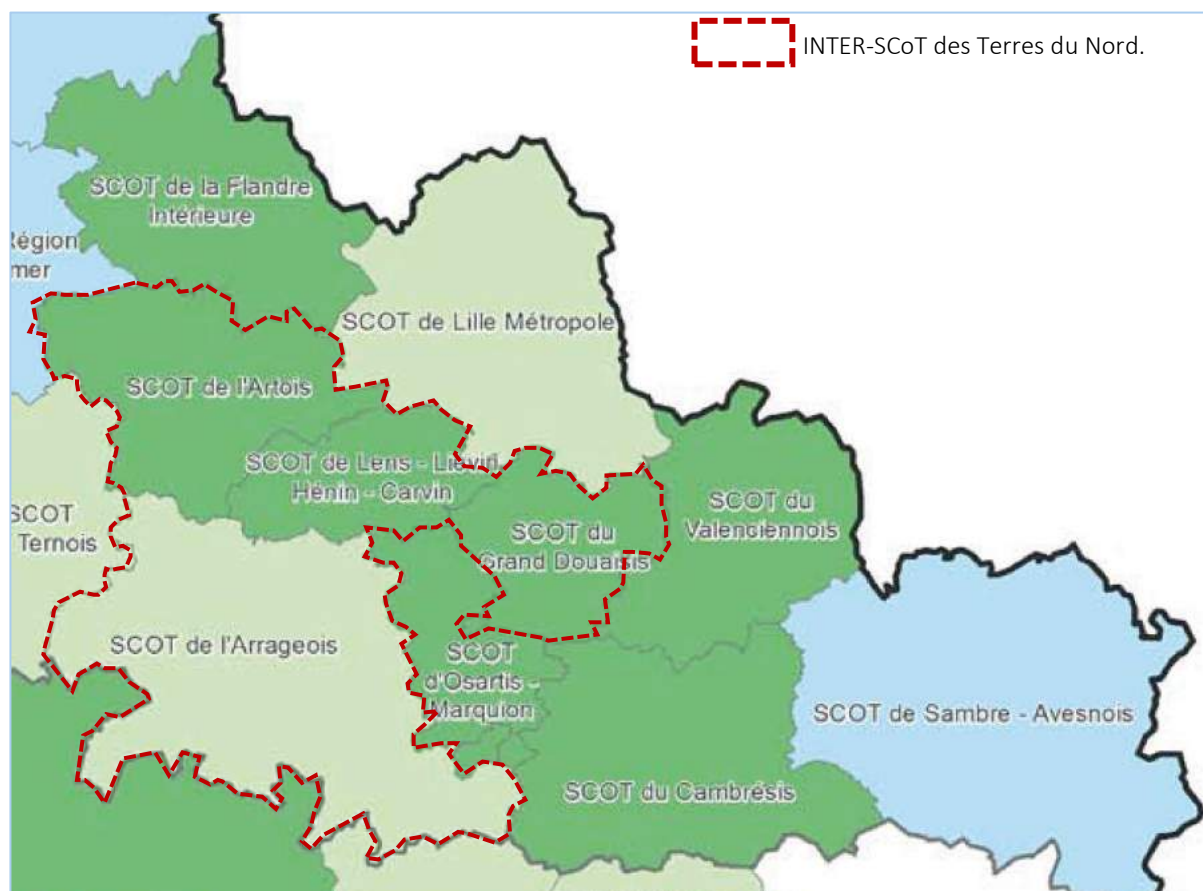 INTER-SCoT des Terres du Nord.
SCOT de la Flandre
Intérieure
Région
mer
SCOT de Lille Métropole
SCOT de l'Artois
SCOT de Lens - Liévin
Hénin - Carvin
SCOT du
Valenciennois
SCOT
Ternois
SCOT du
Grand Douaisis
SCOT de l'Arrageois
SCOT
d'Osartis -
Marquion
SCOT de Sambre - Avesnois
SCOT du Cambrésis